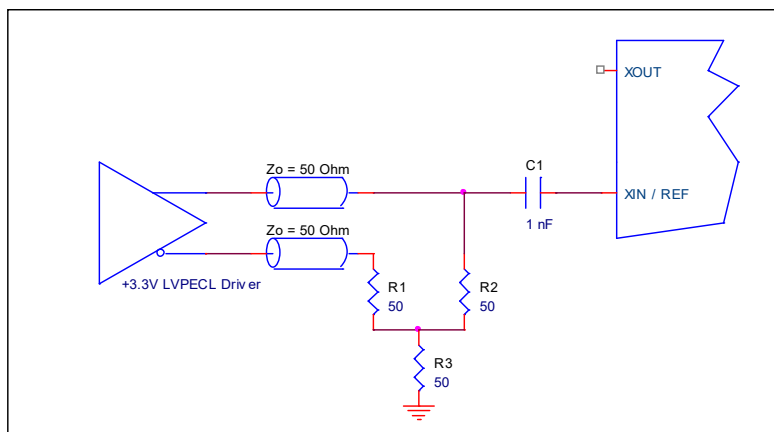 XOUT
Zo = 50 Ohm
C1
XIN / REF
1 nF
Zo = 50 Ohm
+3.3V LVPECL Driver
R1
50
R2
50
R3
50